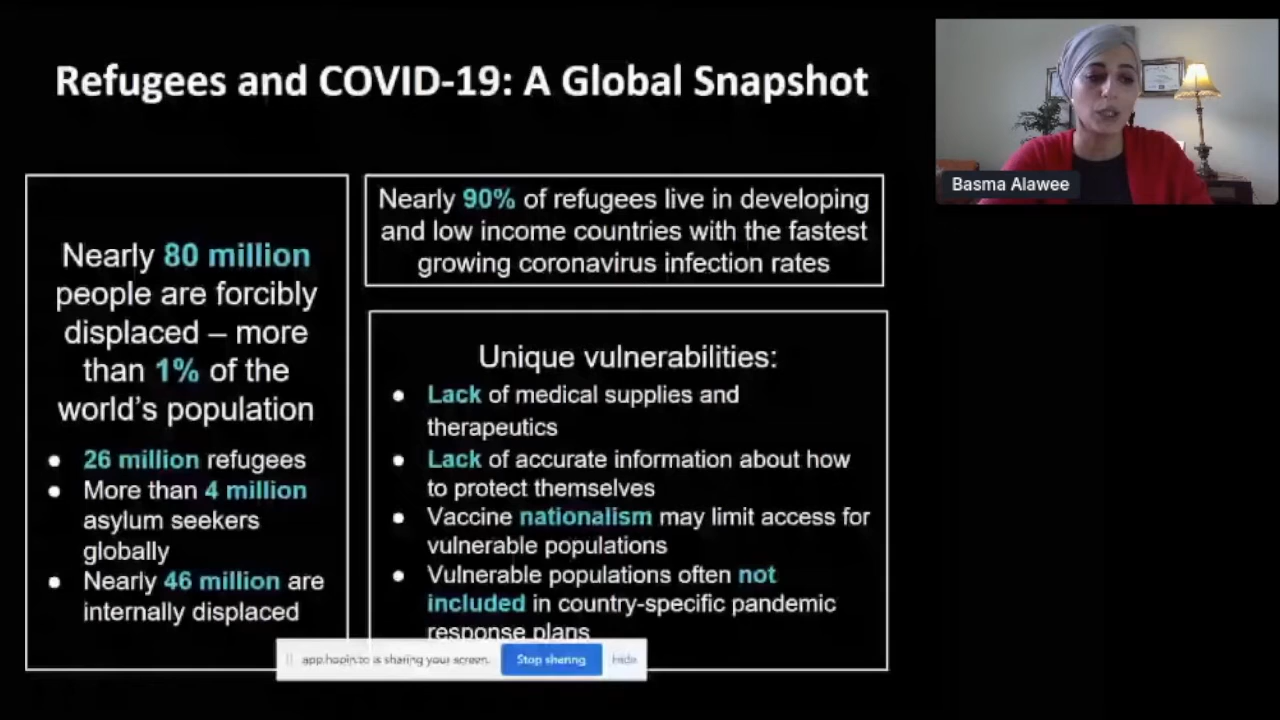 Refugees and COVID-19: A Global Snapshot
Nearly 80 million
people are forcibly
displaced – more
than 1% of the
world's population
● 26 million refugees
● More than 4 million
asylum seekers
globally
● Nearly 46 million are
internally displaced
Nearly 90% of refugees live in developing
and low income countries with the fastest
growing coronavirus infection rates
Unique vulnerabilities:
● Lack of medical supplies and
therapeutics
● Lack of accurate information about how
to protect themselves
● Vaccine nationalism may limit access for
vulnerable populations
● Vulnerable populations often not
included in country-specific pandemic
response plans
app.hopin.to is sharing your screen.
Stop sharing
Hide
Basma Alawee